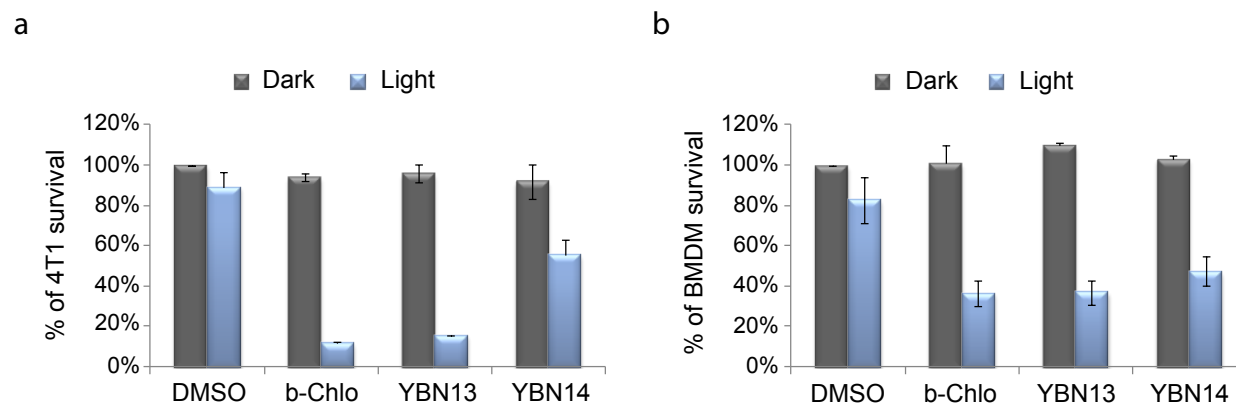 a
Dark Light
% of 4T1 survival
120%
100%
80%
60%
40%
20%
0%
DMSO b-Chlo YBN13 YBN14
b
Dark Light
% of BMDM survival
120%
100%
80%
60%
40%
20%
0%
DMSO b-Chlo YBN13 YBN14